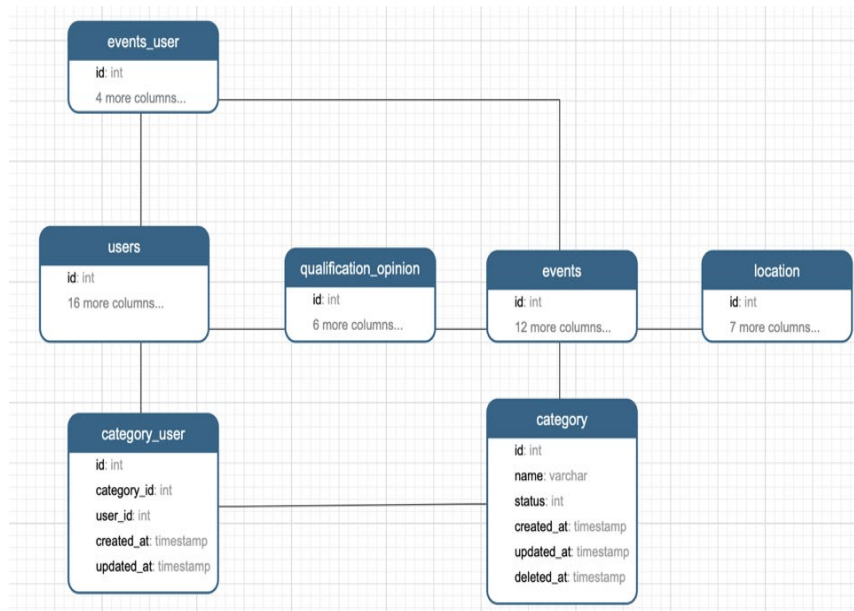 events_user
id: int
4 more columns...
users
id: int
16 more columns...
qualification_opinion
id: int
6 more columns...
events
id: int
12 more columns...
location
id: int
7 more columns...
category_user
id: int
category_id: int
user_id: int
created_at: timestamp
updated_at: timestamp
category
id: int
name: varchar
status: int
created_at: timestamp
updated_at: timestamp
deleted_at: timestamp